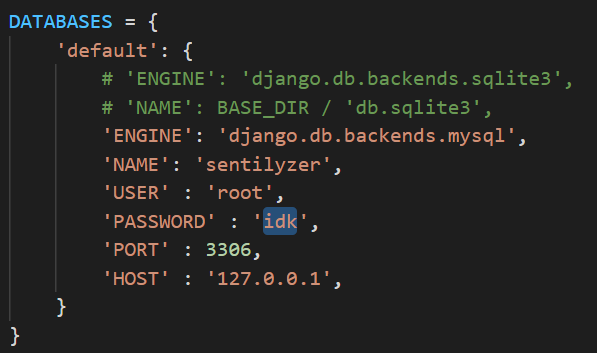 DATABASES = {
    'default': {
        # 'ENGINE': 'django.db.backends.sqlite3',
        # 'NAME': BASE_DIR / 'db.sqlite3',
        'ENGINE': 'django.db.backends.mysql',
        'NAME': 'sentilyzer',
        'USER' : 'root',
        'PASSWORD' : 'idk',
        'PORT' : 3306,
        'HOST' : '127.0.0.1',
    }
}